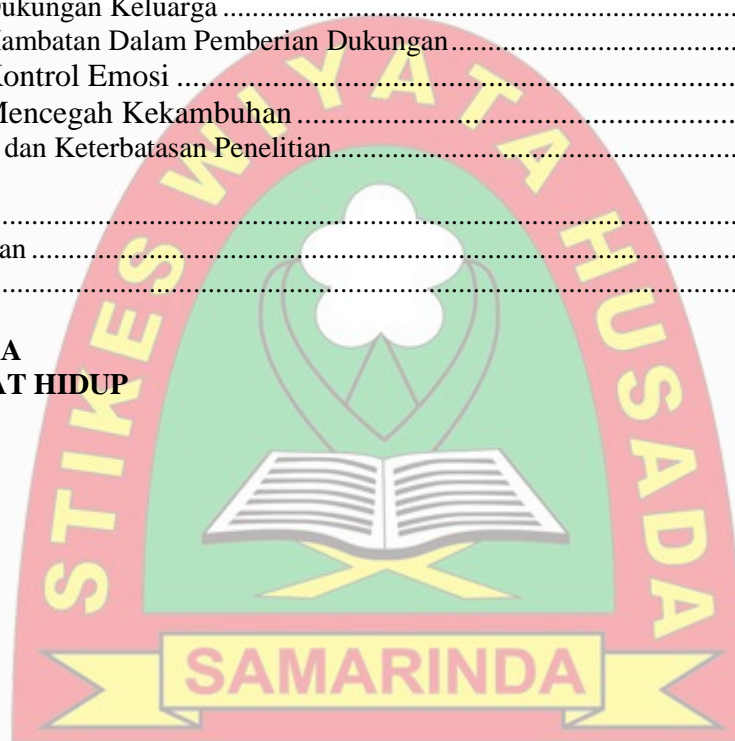 Dukungan Keluarga ....................................................................
Hambatan Dalam Pemberian Dukungan ....................................
Kontrol Emosi ..........................................................................
Mencegah Kekambuhan ............................................................
dan Keterbatasan Penelitian .......................................................
....................................................................................................
an ................................................................................................
....................................................................................................
A
AT HIDUP
STIKES WIYATA HUSADA
SAMARINDA